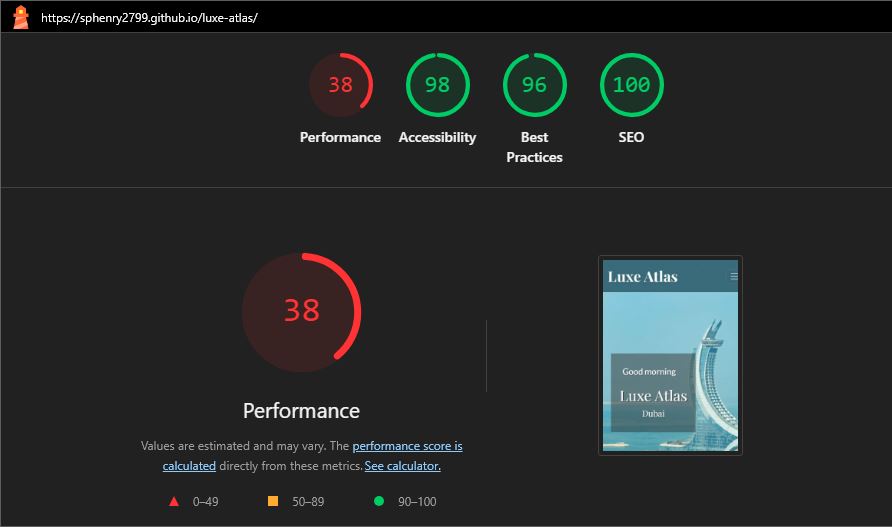 https://sphenry2799.github.io/luxe-atlas/
38
98
96
100
Performance
Accessibility
Best
Practices
SEO
38
Performance
Values are estimated and may vary. The performance score is
calculated directly from these metrics. See calculator.
0–49
50–89
90–100
Luxe Atlas
Good morning
Luxe Atlas
Dubai